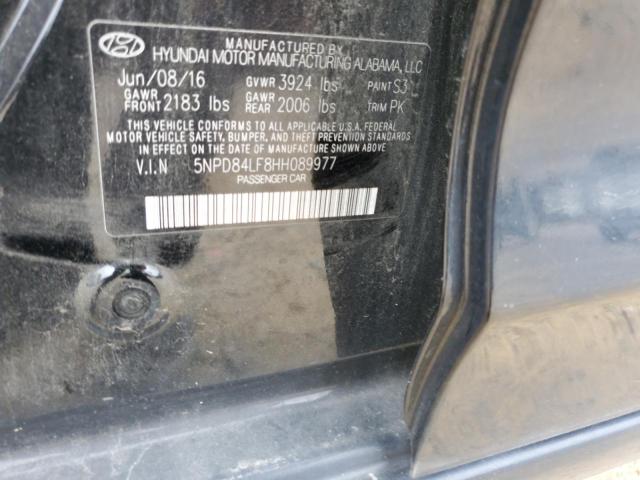 MANUFACTURED BY
HYUNDAI MOTOR MANUFACTURING ALABAMA, LLC
Jun/08/16 GVWR 3924 lbs PAINT S3
GAWR FRONT 2183 lbs GAWR REAR 2006 lbs TRIM PK
THIS VEHICLE CONFORMS TO ALL APPLICABLE U.S.A. FEDERAL
MOTOR VEHICLE SAFETY, BUMPER, AND THEFT PREVENTION STANDARDS
IN EFFECT ON THE DATE OF MANUFACTURE SHOWN ABOVE
V.I.N 5NPD84LF8HH089977
PASSENGER CAR